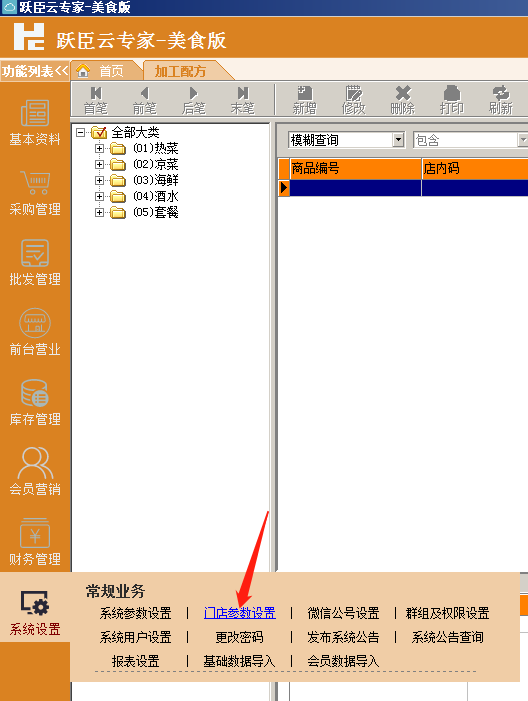 跃臣云专家-美食版
跃臣云专家-美食版
功能列表<< 首页 加工配方
首笔 前笔 后笔 末笔 新增 修改 删除 打印 刷新
基本资料
采购管理
批发管理
前台营业
库存管理
会员营销
财务管理
系统设置
全部大类
(01)热菜
(02)凉菜
(03)海鲜
(04)酒水
(05)套餐
模糊查询 包含
商品编号 店内码
常规业务
系统参数设置 | 门店参数设置 | 微信公号设置 | 群组及权限设置
系统用户设置 | 更改密码 | 发布系统公告 | 系统公告查询
报表设置 | 基础数据导入 | 会员数据导入